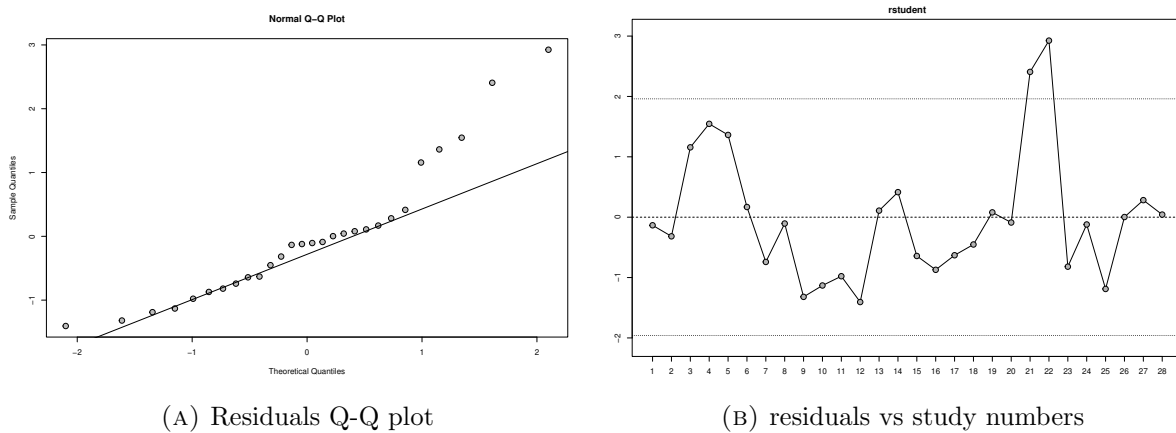 Normal Q−Q Plot
Sample Quantiles
3
2
1
0
−1
−2
−1
0
1
2
Theoretical Quantiles
(A) Residuals Q-Q plot
rstudent
3
2
1
0
−1
−2
1 2 3 4 5 6 7 8 9 10 11 12 13 14 15 16 17 18 19 20 21 22 23 24 25 26 27 28
(B) residuals vs study numbers